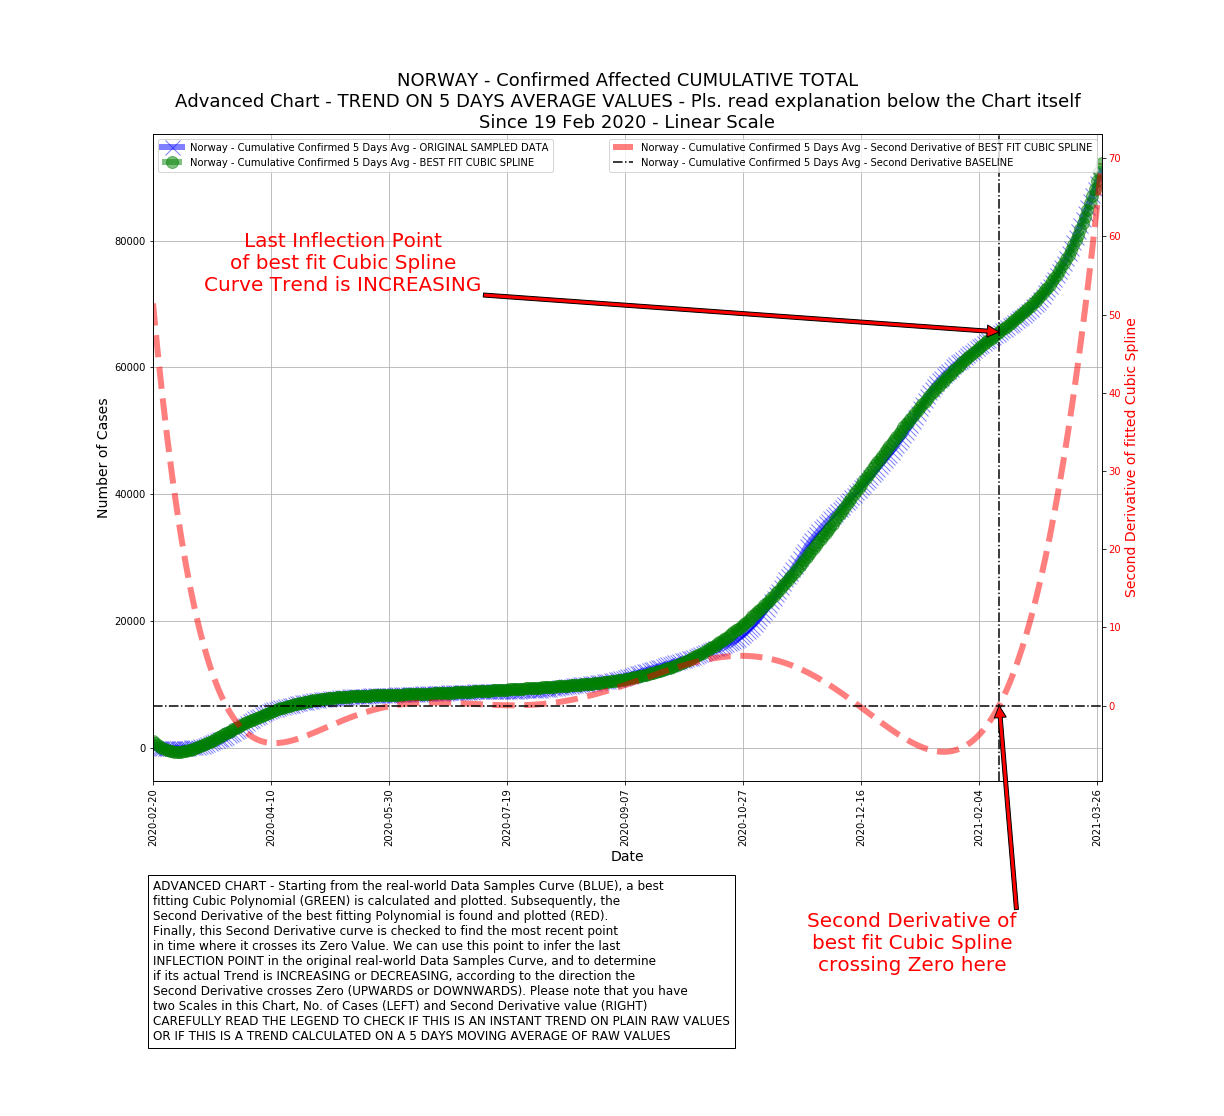 NORWAY - Confirmed Affected CUMULATIVE TOTAL
Advanced Chart - TREND ON 5 DAYS AVERAGE VALUES - Pls. read explanation below the Chart itself
Since 19 Feb 2020 - Linear Scale
Norway - Cumulative Confirmed 5 Days Avg - ORIGINAL SAMPLED DATA
Norway - Cumulative Confirmed 5 Days Avg - BEST FIT CUBIC SPLINE
Norway - Cumulative Confirmed 5 Days Avg - Second Derivative of BEST FIT CUBIC SPLINE
Norway - Cumulative Confirmed 5 Days Avg - Second Derivative BASELINE
Last Inflection Point
of best fit Cubic Spline
Curve Trend is INCREASING
Number of Cases
80000
60000
40000
20000
0
70
60
50
40
30
20
10
0
Second Derivative of fitted Cubic Spline
2020-02-20
2020-04-10
2020-05-30
2020-07-19
2020-09-07
2020-10-27
2020-12-16
2021-02-04
2021-03-26
Date
ADVANCED CHART - Starting from the real-world Data Samples Curve (BLUE), a best
fitting Cubic Polynomial (GREEN) is calculated and plotted. Subsequently, the
Second Derivative of the best fitting Polynomial is found and plotted (RED).
Finally, this Second Derivative curve is checked to find the most recent point
in time where it crosses its Zero Value. We can use this point to infer the last
INFLECTION POINT in the original real-world Data Samples Curve, and to determine
if its actual Trend is INCREASING or DECREASING, according to the direction the
Second Derivative crosses Zero (UPWARDS or DOWNWARDS). Please note that you have
two Scales in this Chart, No. of Cases (LEFT) and Second Derivative value (RIGHT)
CAREFULLY READ THE LEGEND TO CHECK IF THIS IS AN INSTANT TREND ON PLAIN RAW VALUES
OR IF THIS IS A TREND CALCULATED ON A 5 DAYS MOVING AVERAGE OF RAW VALUES
Second Derivative of
best fit Cubic Spline
crossing Zero here